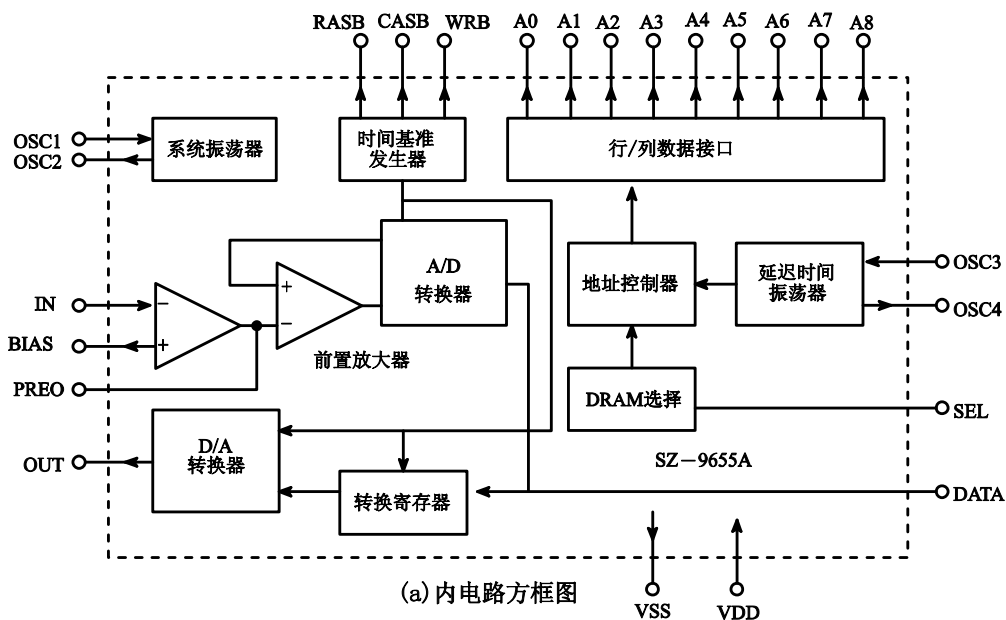 RASB CASB WRB A0 A1 A2 A3 A4 A5 A6 A7 A8
OSC1
OSC2
系统振荡器
时间基准
发生器
行/列数据接口
A/D
转换器
地址控制器
延迟时间
振荡器
OSC3
OSC4
IN
BIAS
PREO
−
+
+
−
前置放大器
DRAM选择
SEL
D/A
转换器
OUT
转换寄存器
SZ－9655A
DATA
VSS VDD
(a)内电路方框图